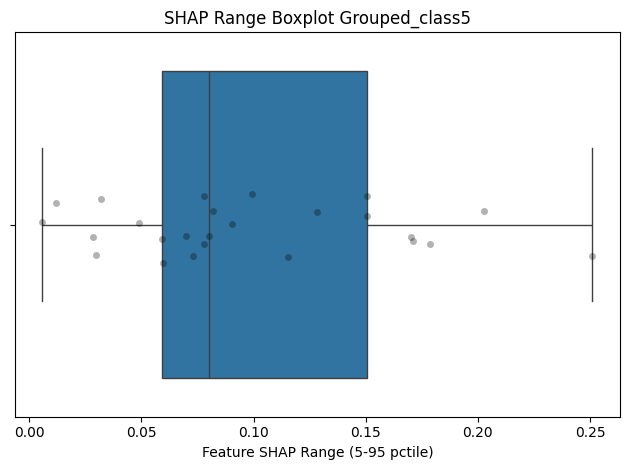 SHAP Range Boxplot Grouped_class5
0.00 0.05 0.10 0.15 0.20 0.25
Feature SHAP Range (5-95 pctile)